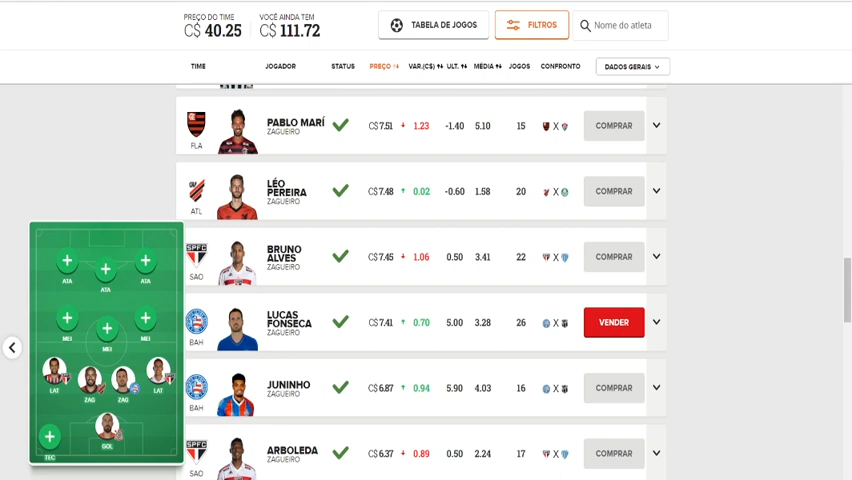 PREÇO DO TIME
C$ 40.25
VOCÊ AINDA TEM
C$ 111.72
TABELA DE JOGOS
FILTROS
Nome do atleta
TIME JOGADOR STATUS PREÇO VAR.(C$) ULT. MÉDIA JOGOS CONFRONTO DADOS GERAIS
FLA PABLO MARÍ ZAGUEIRO C$ 7.51 1.23 -1.40 5.10 15 X COMPRAR
ATL LÉO PEREIRA ZAGUEIRO C$ 7.48 0.02 -0.60 1.58 20 X COMPRAR
SPFC SAO BRUNO ALVES ZAGUEIRO C$ 7.45 1.06 0.50 3.41 22 X COMPRAR
BAH LUCAS FONSECA ZAGUEIRO C$ 7.41 0.70 5.00 3.28 26 X VENDER
BAH JUNINHO ZAGUEIRO C$ 6.87 0.94 5.90 4.03 16 X COMPRAR
SPFC SAO ARBOLEDA ZAGUEIRO C$ 6.37 0.89 0.50 2.24 17 X COMPRAR
ATA ATA ATA
MEI MEI MEI
LAT ZAG ZAG LAT
GOL
TEC